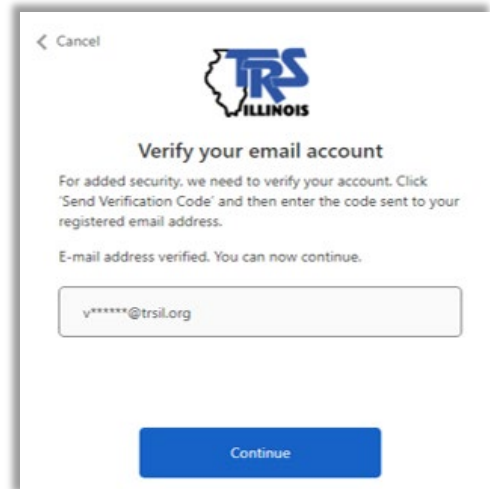 Cancel
TRS
ILLINOIS
Verify your email account
For added security, we need to verify your account. Click
'Send Verification Code' and then enter the code sent to your
registered email address.
E-mail address verified. You can now continue.
v******@trsil.org
Continue